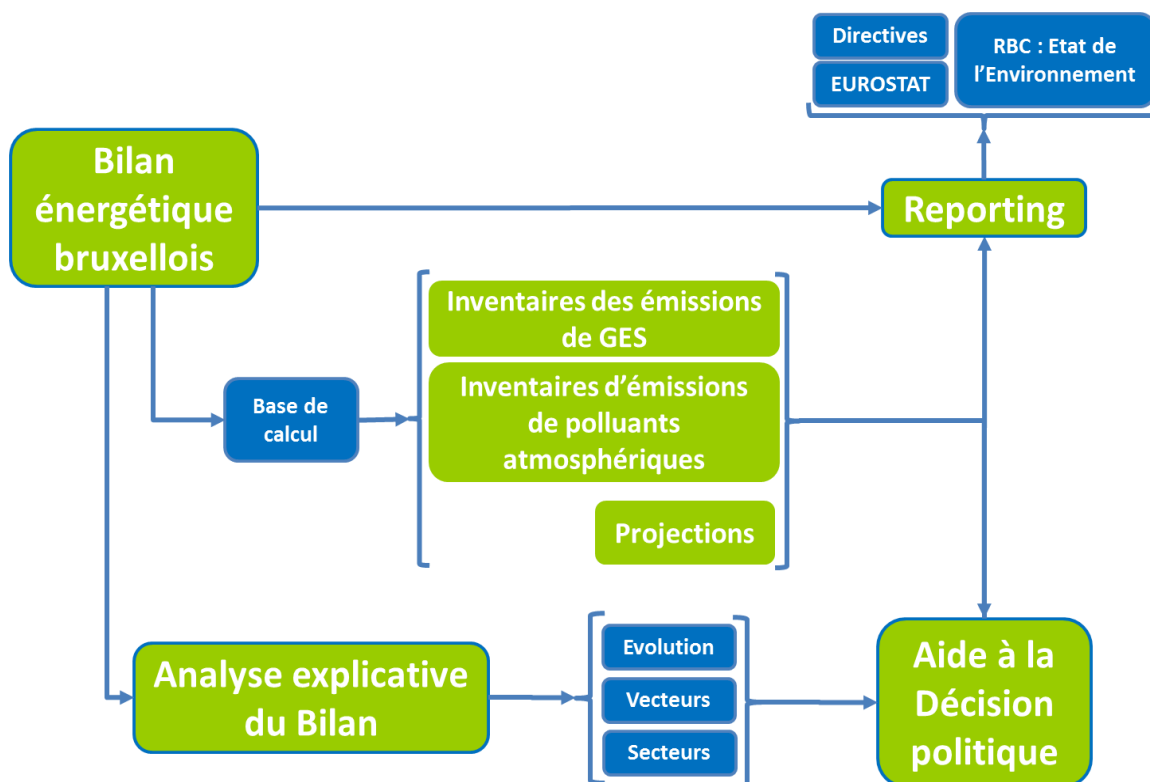 Directives
EUROSTAT
RBC : Etat de
l’Environnement
Bilan
énergétique
bruxellois
Reporting
Inventaires des émissions
de GES
Inventaires d’émissions
de polluants
atmosphériques
Projections
Base de
calcul
Analyse explicative
du Bilan
Evolution
Vecteurs
Secteurs
Aide à la
Décision
politique